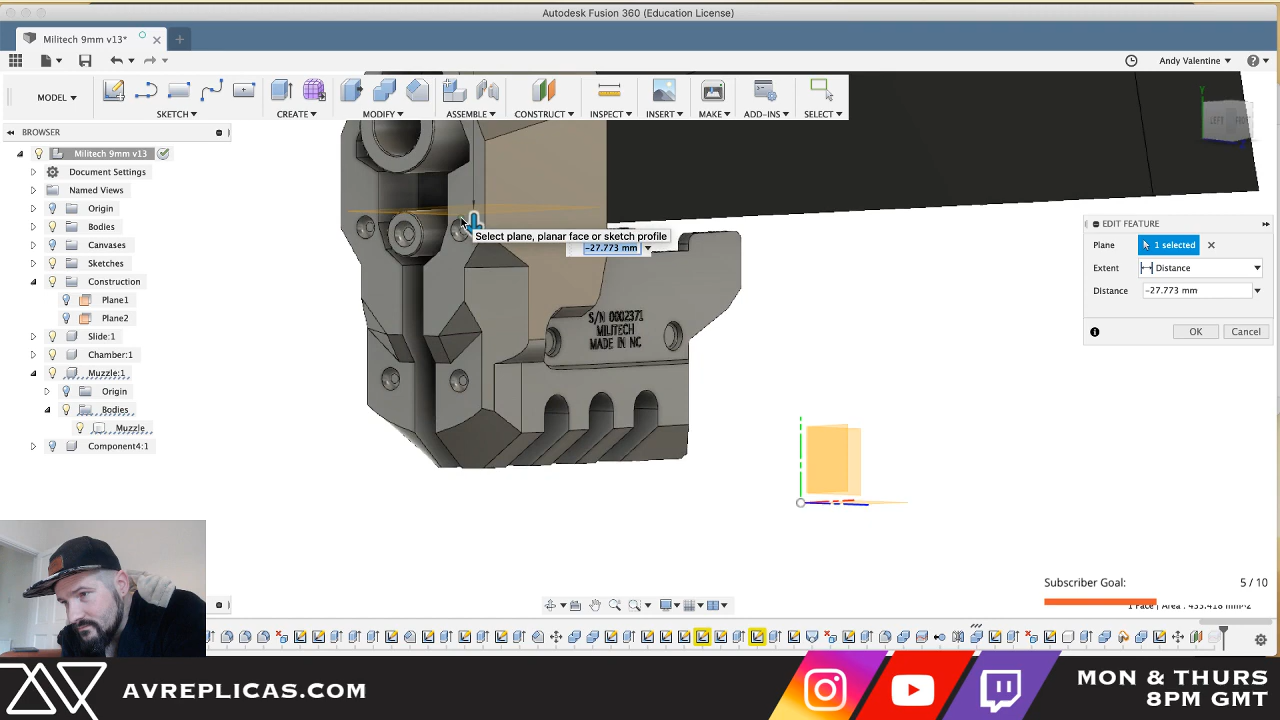 Autodesk Fusion 360 (Education License)
Militech 9mm v13*
Andy Valentine
MODEL
SKETCH
CREATE
MODIFY
ASSEMBLE
CONSTRUCT
INSPECT
INSERT
MAKE
ADD-INS
SELECT
BROWSER
Militech 9mm v13
Document Settings
Named Views
Origin
Bodies
Canvases
Sketches
Construction
Plane1
Plane2
Slide:1
Chamber:1
Muzzle:1
Origin
Bodies
Muzzle
Component4:1
LEFT
Select plane, planar face or sketch profile
-27.773 mm
S/N 0002371
MILITECH
MADE IN NC
EDIT FEATURE
Plane 1 selected
Extent Distance
Distance -27.773 mm
OK Cancel
Subscriber Goal: 5 / 10
AVREPLICAS.COM
MON & THURS
8PM GMT